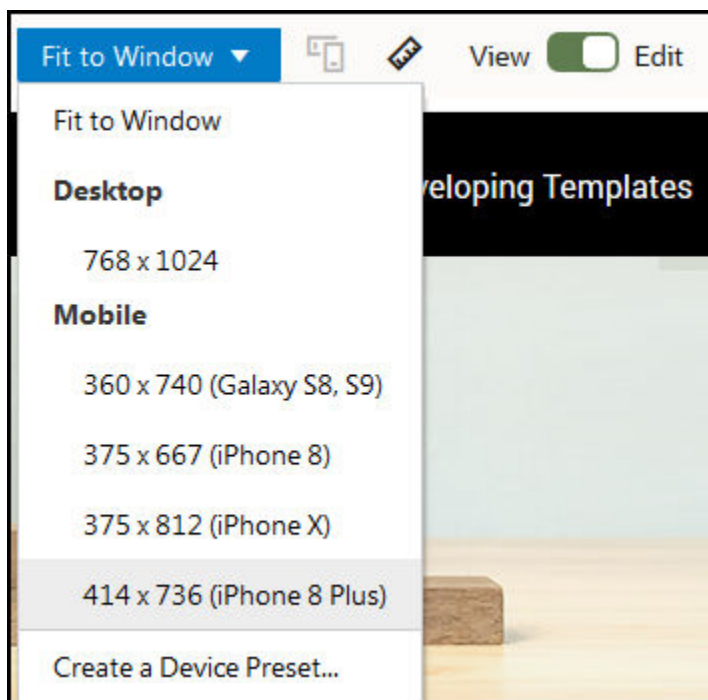 Fit to Window
View
Edit
Fit to Window
Desktop
veloping Templates
768 x 1024
Mobile
360 x 740 (Galaxy S8, S9)
375 x 667 (iPhone 8)
375 x 812 (iPhone X)
414 x 736 (iPhone 8 Plus)
Create a Device Preset...